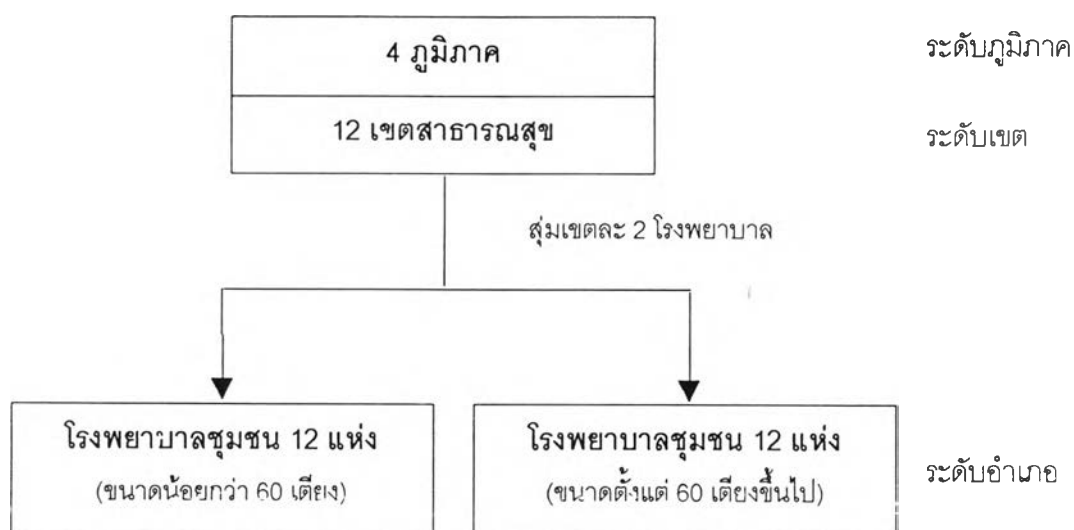 4 ภูมิภาค
ระดับภูมิภาค
12 เขตสาธารณสุข
ระดับเขต
สุ่มเขตละ 2 โรงพยาบาล
โรงพยาบาลชุมชน 12 แห่ง
(ขนาดน้อยกว่า 60 เตียง)
โรงพยาบาลชุมชน 12 แห่ง
(ขนาดตั้งแต่ 60 เตียงขึ้นไป)
ระดับอำเภอ